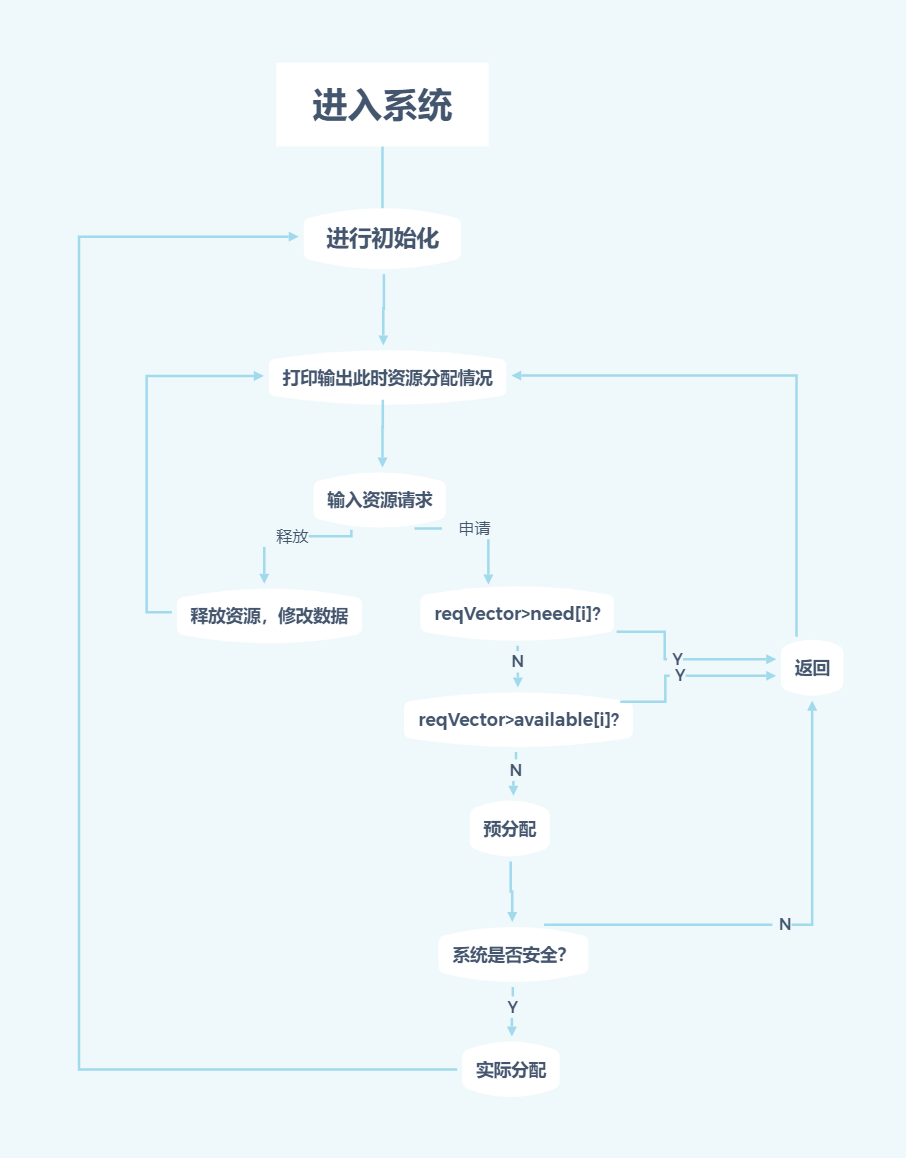 进入系统
进行初始化
打印输出此时资源分配情况
输入资源请求
释放
申请
释放资源，修改数据
reqVector>need[i]?
N
Y
Y
返回
reqVector>available[i]?
N
预分配
N
系统是否安全？
Y
实际分配